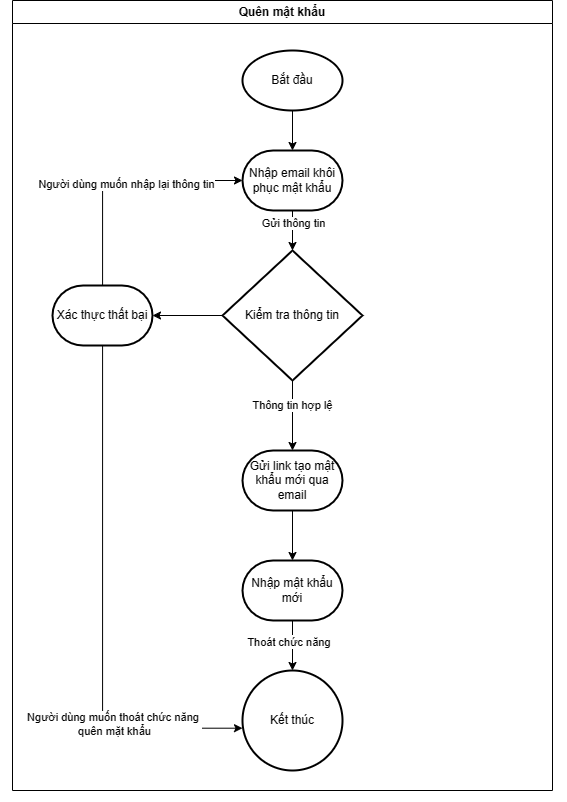 Quên mật khẩu
Bắt đầu
Nhập email khôi
phục mật khẩu
Người dùng muốn nhập lại thông tin
Gửi thông tin
Kiểm tra thông tin
Xác thực thất bại
Thông tin hợp lệ
Gửi link tạo mật
khẩu mới qua
email
Nhập mật khẩu
mới
Thoát chức năng
Người dùng muốn thoát chức năng
quên mật khẩu
Kết thúc